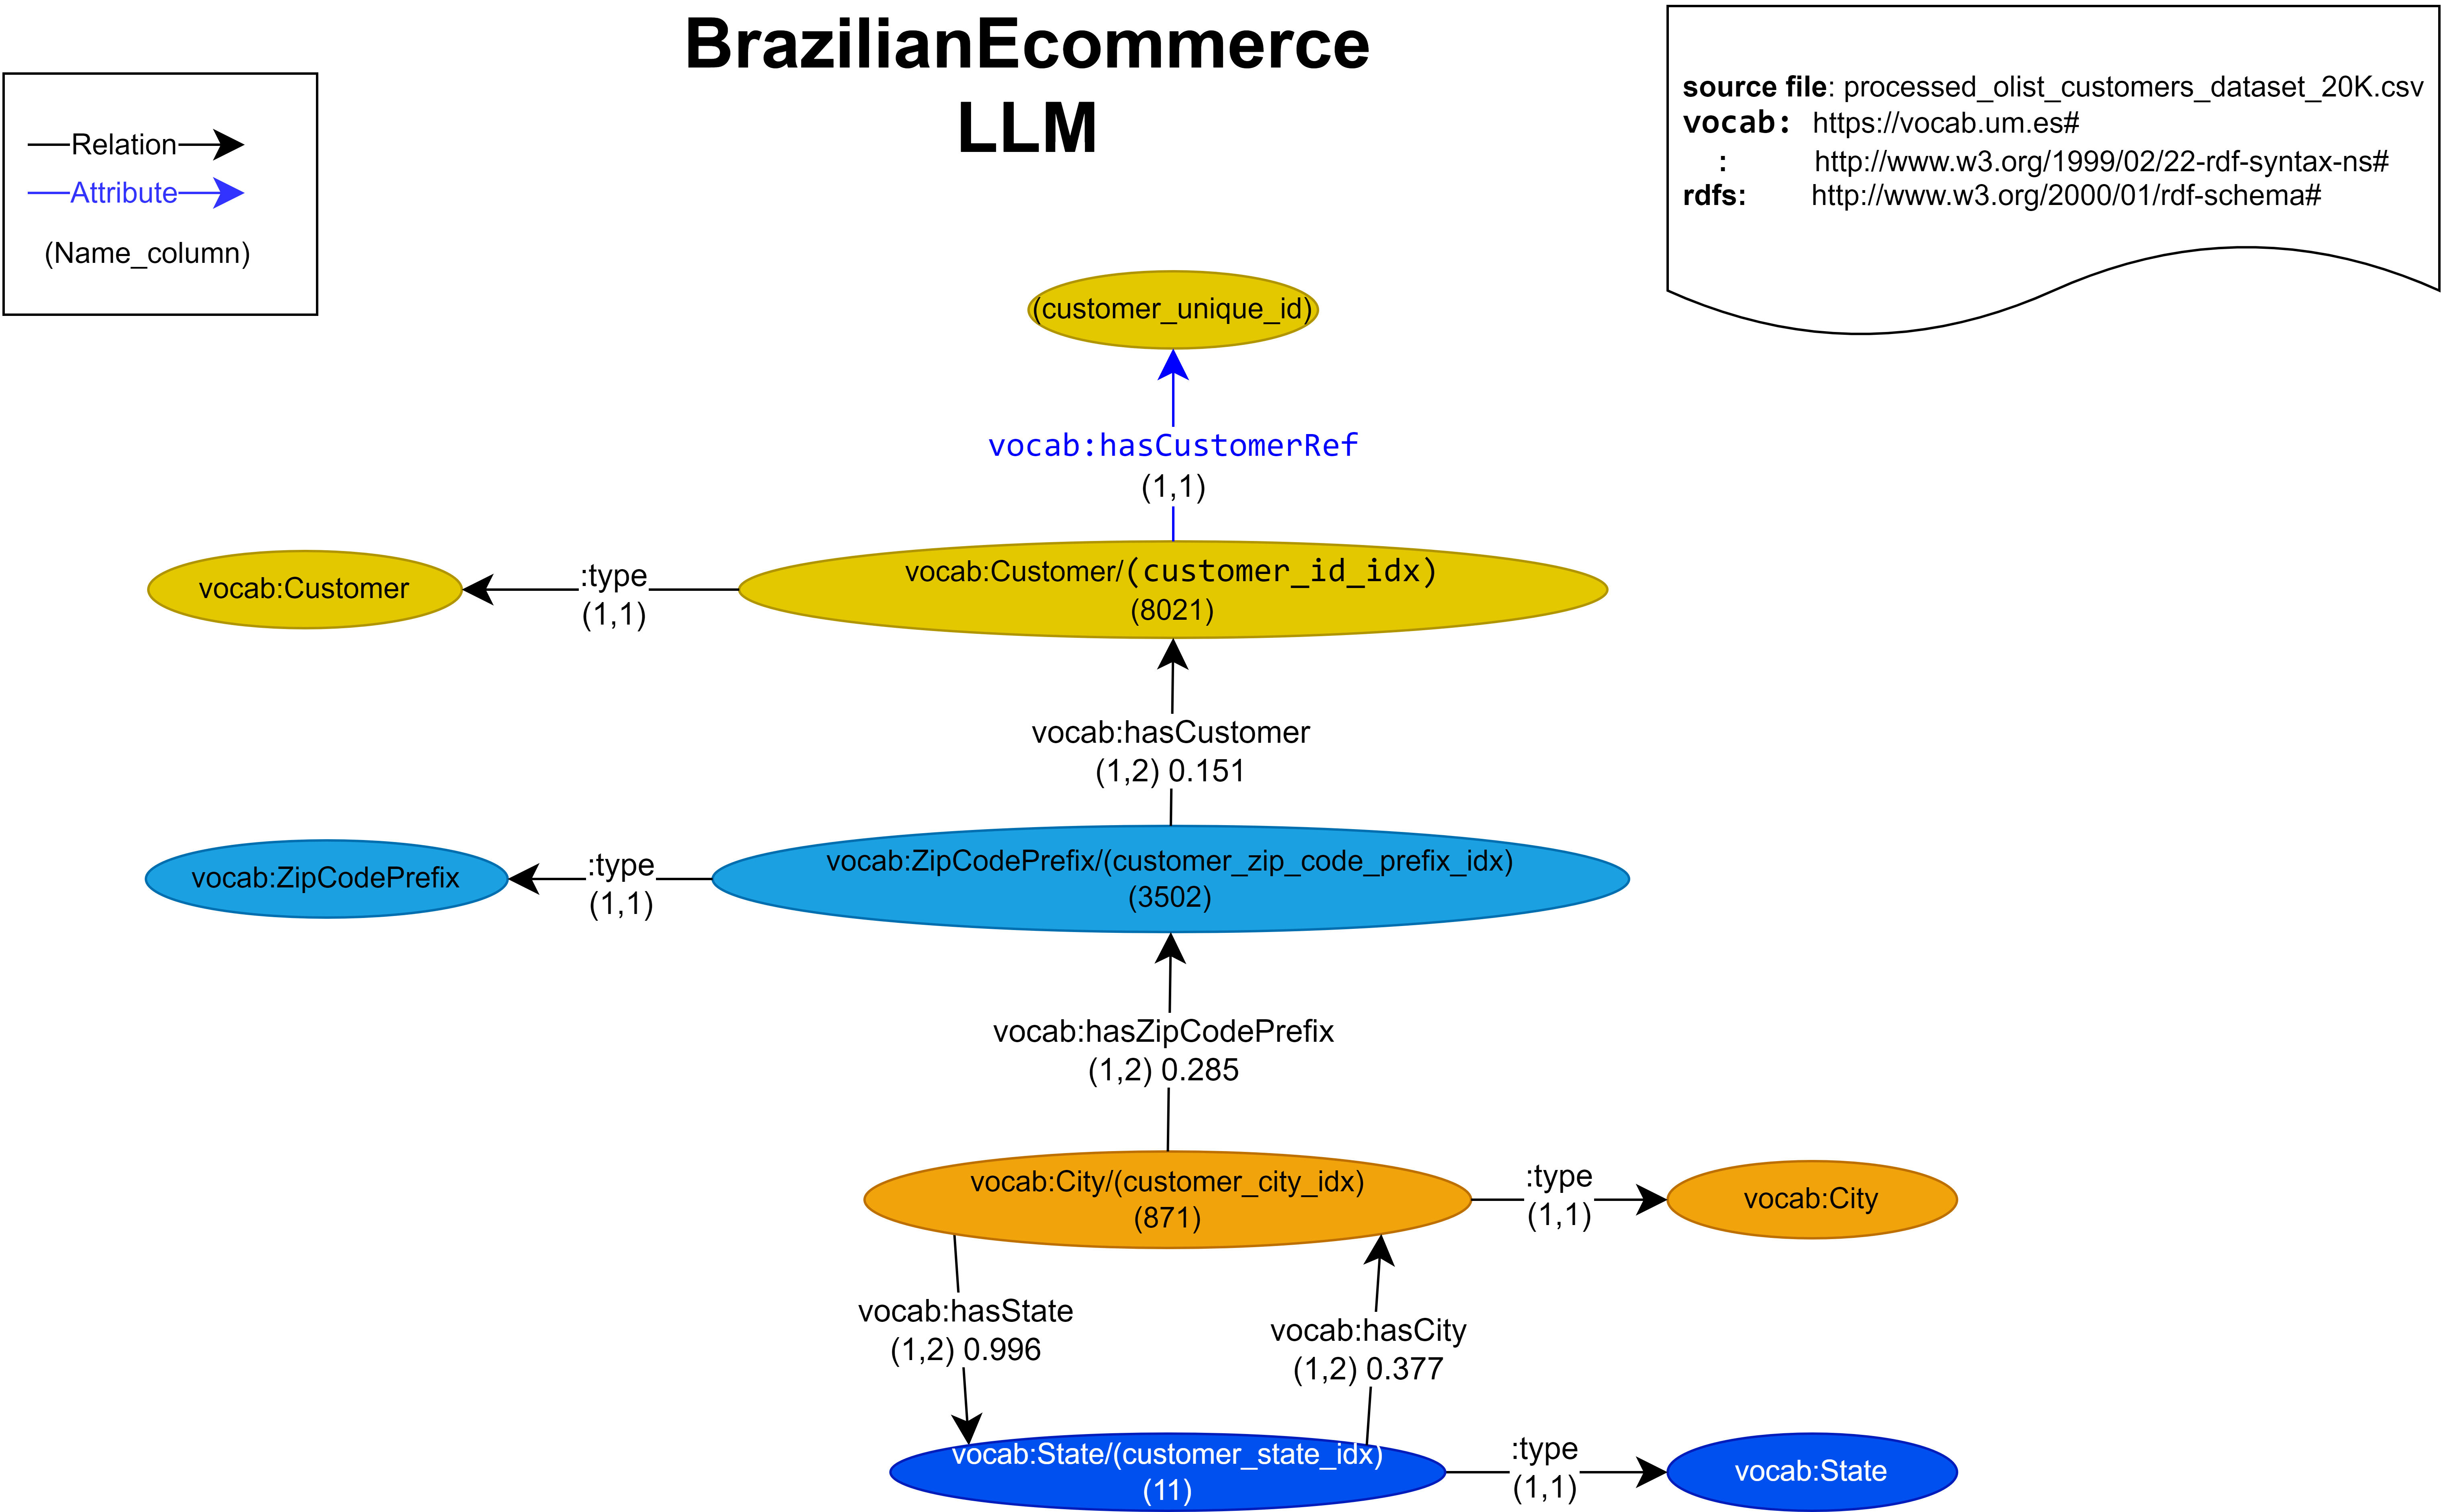 BrazilianEcommerce
LLM
Relation
Attribute
(Name_column)
source file: processed_olist_customers_dataset_20K.csv
vocab: https://vocab.um.es#
: http://www.w3.org/1999/02/22-rdf-syntax-ns#
rdfs: http://www.w3.org/2000/01/rdf-schema#
(customer_unique_id)
vocab:hasCustomerRef
(1,1)
vocab:Customer
:type
(1,1)
vocab:Customer/(customer_id_idx)
(8021)
vocab:hasCustomer
(1,2) 0.151
vocab:ZipCodePrefix
:type
(1,1)
vocab:ZipCodePrefix/(customer_zip_code_prefix_idx)
(3502)
vocab:hasZipCodePrefix
(1,2) 0.285
vocab:City/(customer_city_idx)
(871)
:type
(1,1)
vocab:City
vocab:hasState
(1,2) 0.996
vocab:hasCity
(1,2) 0.377
vocab:State/(customer_state_idx)
(11)
:type
(1,1)
vocab:State